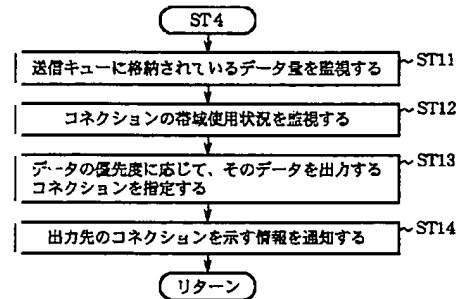 ST4
送信キューに格納されているデータ量を監視する
ST11
コネクションの帯域使用状況を監視する
ST12
データの優先度に応じて、そのデータを出力する
コネクションを指定する
ST13
出力先のコネクションを示す情報を通知する
ST14
リターン